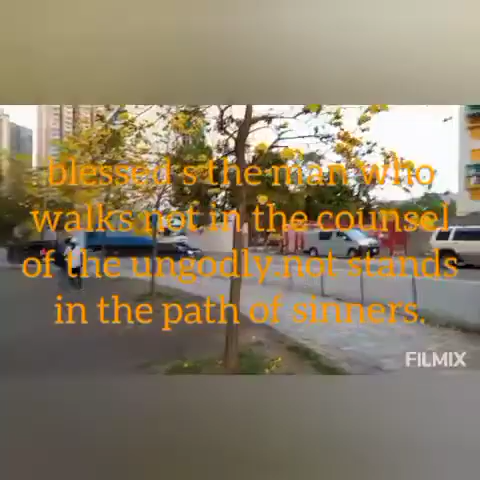 blessed s the man who
walks not in the counsel
of the ungodly.not stands
in the path of sinners.
FILMIX